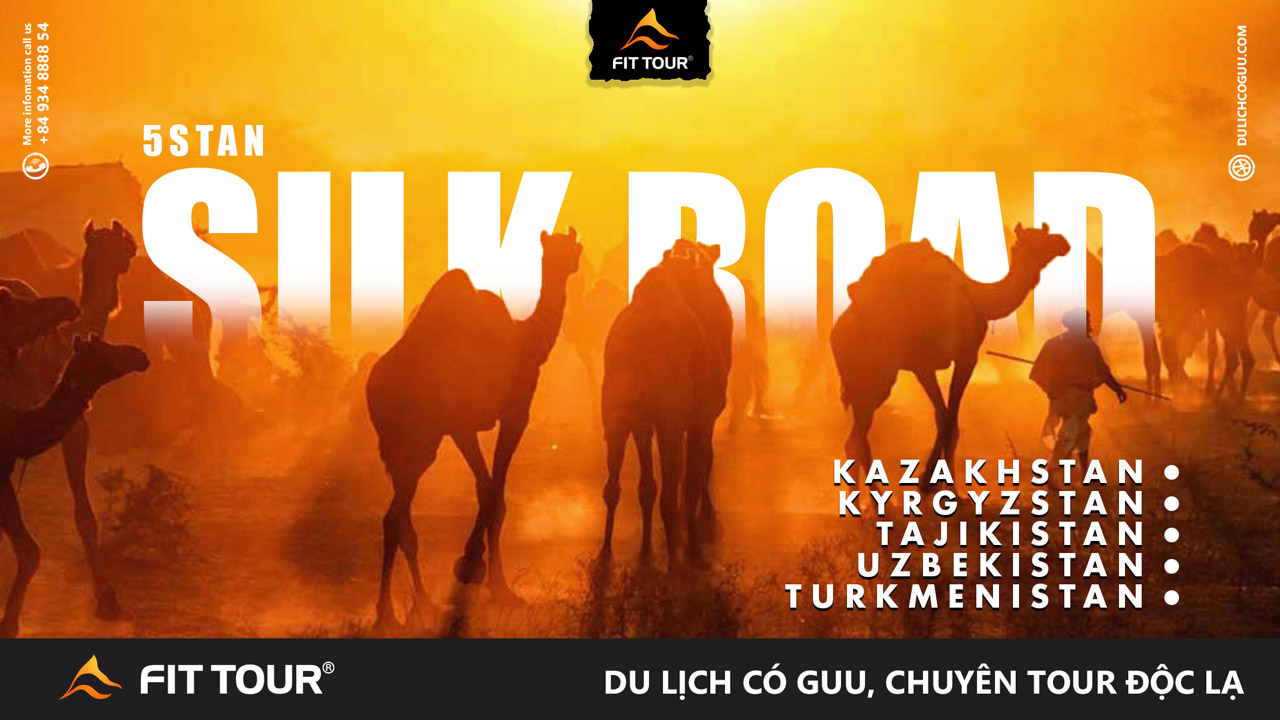 More infomation call us
+84 934 8888 54
FIT TOUR®
DULICHCOGUU.COM
5STAN
SILK ROAD
KAZAKHSTAN
KYRGYZSTAN
TAJIKISTAN
UZBEKISTAN
TURKMENISTAN
FIT TOUR®
DU LỊCH CÓ GUU, CHUYÊN TOUR ĐỘC LẠ